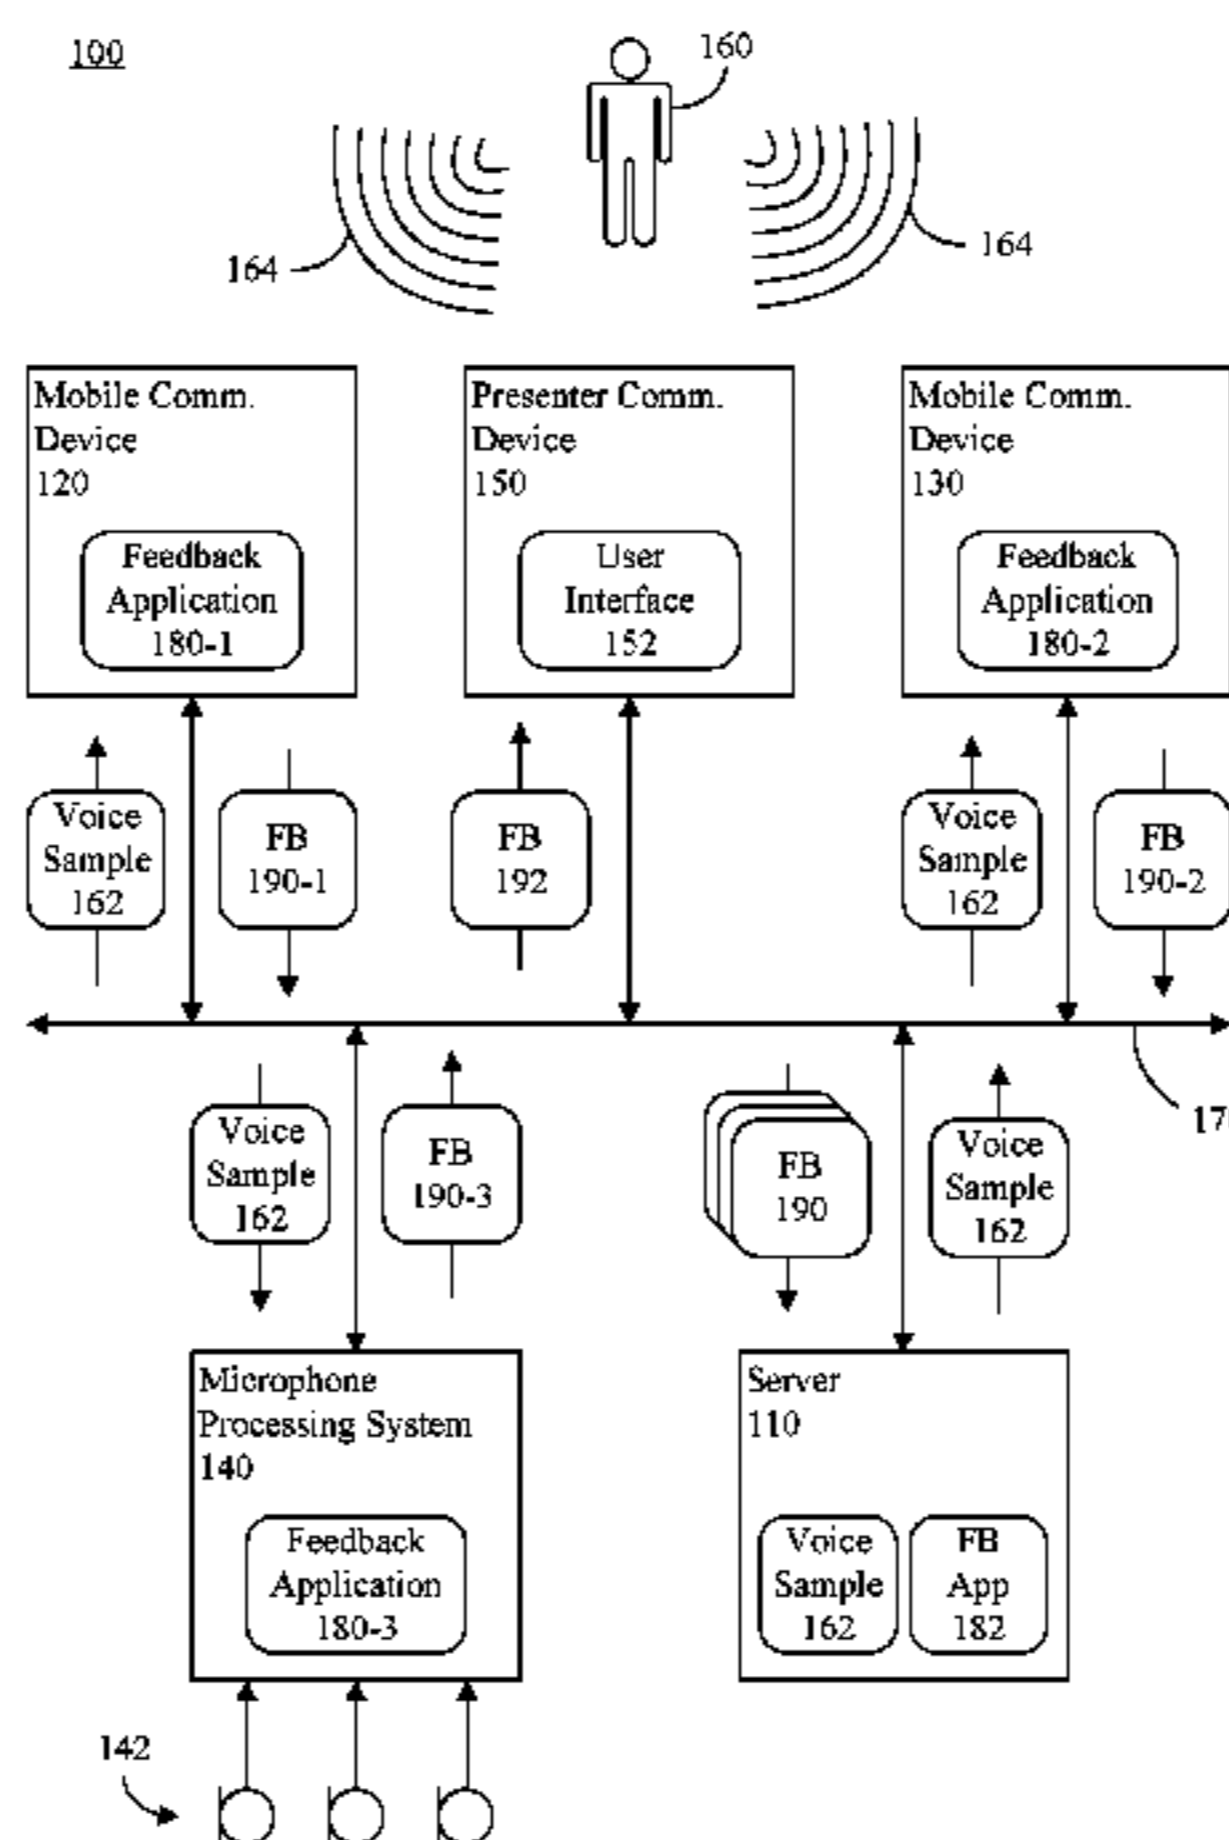 100
160
164
164
Mobile Comm.
Device
120
Feedback
Application
180-1
Presenter Comm.
Device
150
User
Interface
152
Mobile Comm.
Device
130
Feedback
Application
180-2
Voice
Sample
162
FB
190-1
FB
192
Voice
Sample
162
FB
190-2
Voice
Sample
162
FB
190-3
FB
190
Voice
Sample
162
Microphone
Processing System
140
Feedback
Application
180-3
Server
110
Voice
Sample
162
FB
App
182
142